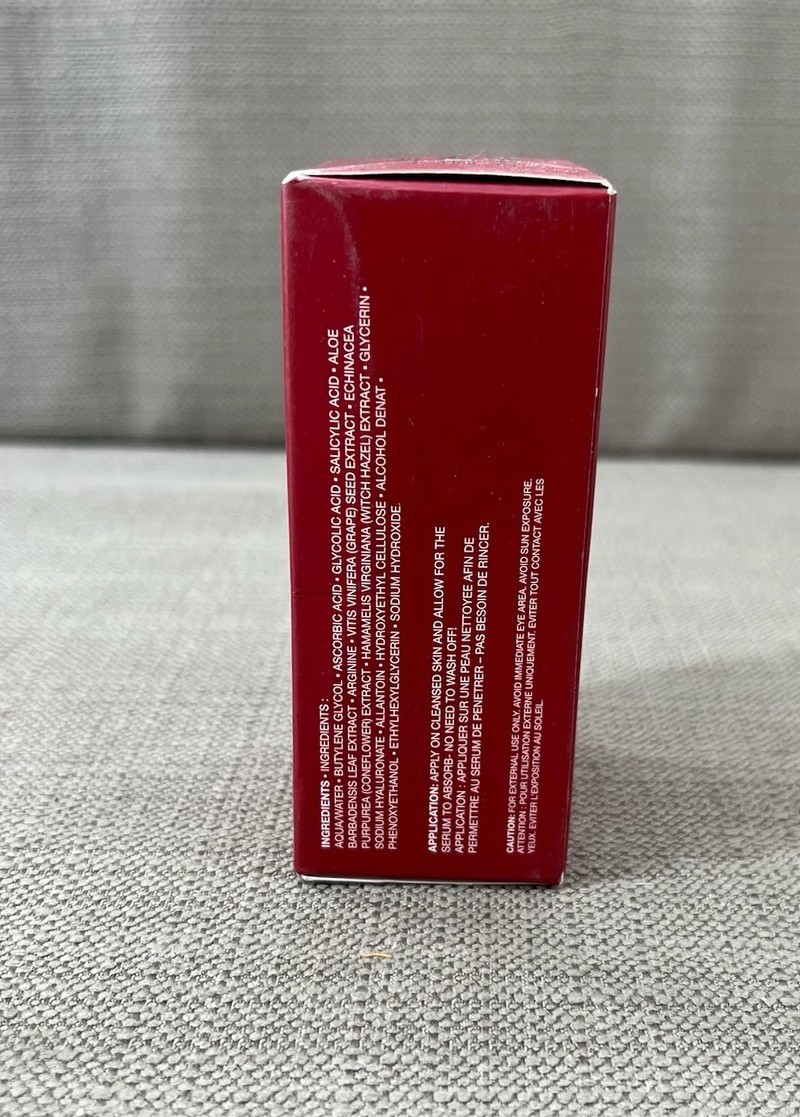 INGREDIENTS • INGREDIENTS :
AQUA/WATER • BUTYLENE GLYCOL • ASCORBIC ACID • GLYCOLIC ACID • SALICYLIC ACID • ALOE
BARBADENSIS LEAF EXTRACT • ARGININE • VITIS VINIFERA (GRAPE) SEED EXTRACT • ECHINACEA
PURPUREA (CONEFLOWER) EXTRACT • HAMAMELIS VIRGINIANA (WITCH HAZEL) EXTRACT • GLYCERIN •
SODIUM HYALURONATE • ALLANTOIN • HYDROXYETHYL CELLULOSE • ALCOHOL DENAT •
PHENOXYETHANOL • ETHYLHEXYLGLYCERIN • SODIUM HYDROXIDE.
APPLICATION: APPLY ON CLEANSED SKIN AND ALLOW FOR THE
SERUM TO ABSORB- NO NEED TO WASH OFF!
APPLICATION : APPLIQUER SUR UNE PEAU NETTOYEE AFIN DE
PERMETTRE AU SERUM DE PENETRER – PAS BESOIN DE RINCER.
CAUTION: FOR EXTERNAL USE ONLY. AVOID IMMEDIATE EYE AREA. AVOID SUN EXPOSURE.
ATTENTION : POUR UTILISATION EXTERNE UNIQUEMENT. EVITER TOUT CONTACT AVEC LES
YEUX. EVITER L'EXPOSITION AU SOLEIL.